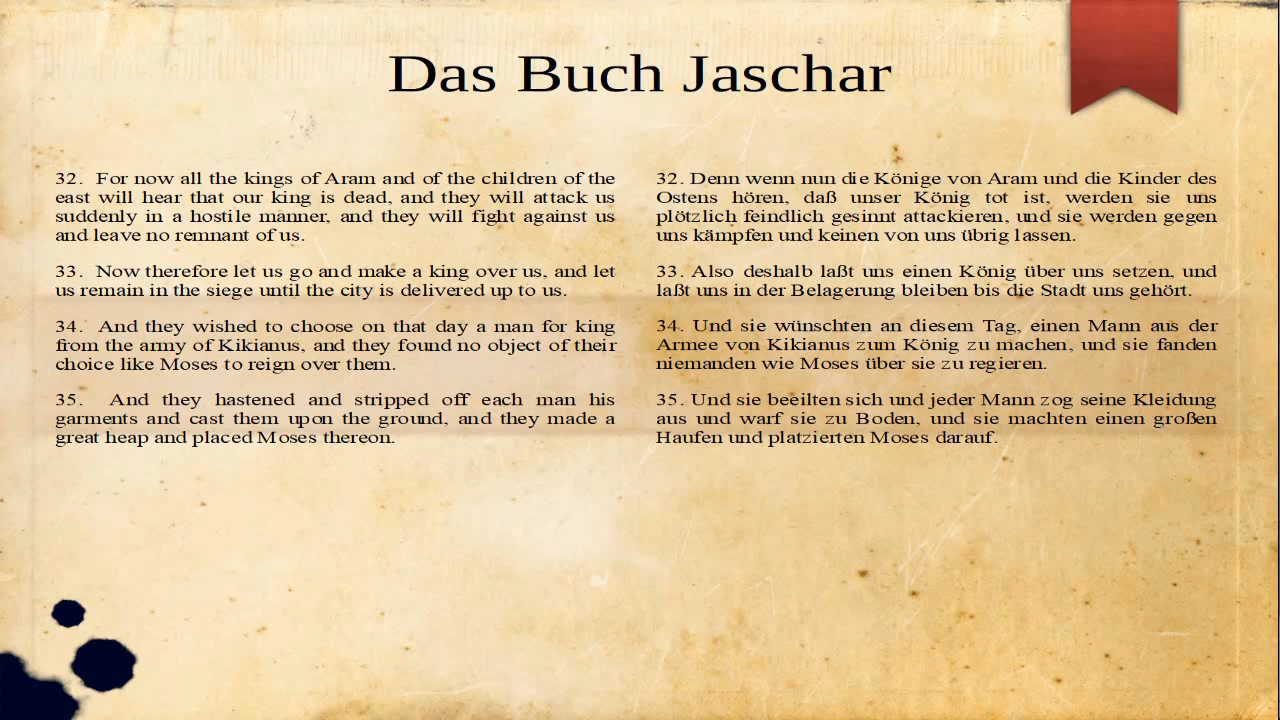 Das Buch Jaschar
32. For now all the kings of Aram and of the children of the
east will hear that our king is dead, and they will attack us
suddenly in a hostile manner, and they will fight against us
and leave no remnant of us.
33. Now therefore let us go and make a king over us, and let
us remain in the siege until the city is delivered up to us.
34. And they wished to choose on that day a man for king
from the army of Kikianus, and they found no object of their
choice like Moses to reign over them.
35. And they hastened and stripped off each man his
garments and cast them upon the ground, and they made a
great heap and placed Moses thereon.
32. Denn wenn nun die Könige von Aram und die Kinder des
Ostens hören, daß unser König tot ist, werden sie uns
plötzlich feindlich gesinnt attackieren, und sie werden gegen
uns kämpfen und keinen von uns übrig lassen.
33. Also deshalb laßt uns einen König über uns setzen, und
laßt uns in der Belagerung bleiben bis die Stadt uns gehört.
34. Und sie wünschten an diesem Tag, einen Mann aus der
Armee von Kikianus zum König zu machen, und sie fanden
niemanden wie Moses über sie zu regieren.
35. Und sie beeilten sich und jeder Mann zog seine Kleidung
aus und warf sie zu Boden, und sie machten einen großen
Haufen und platzierten Moses darauf.